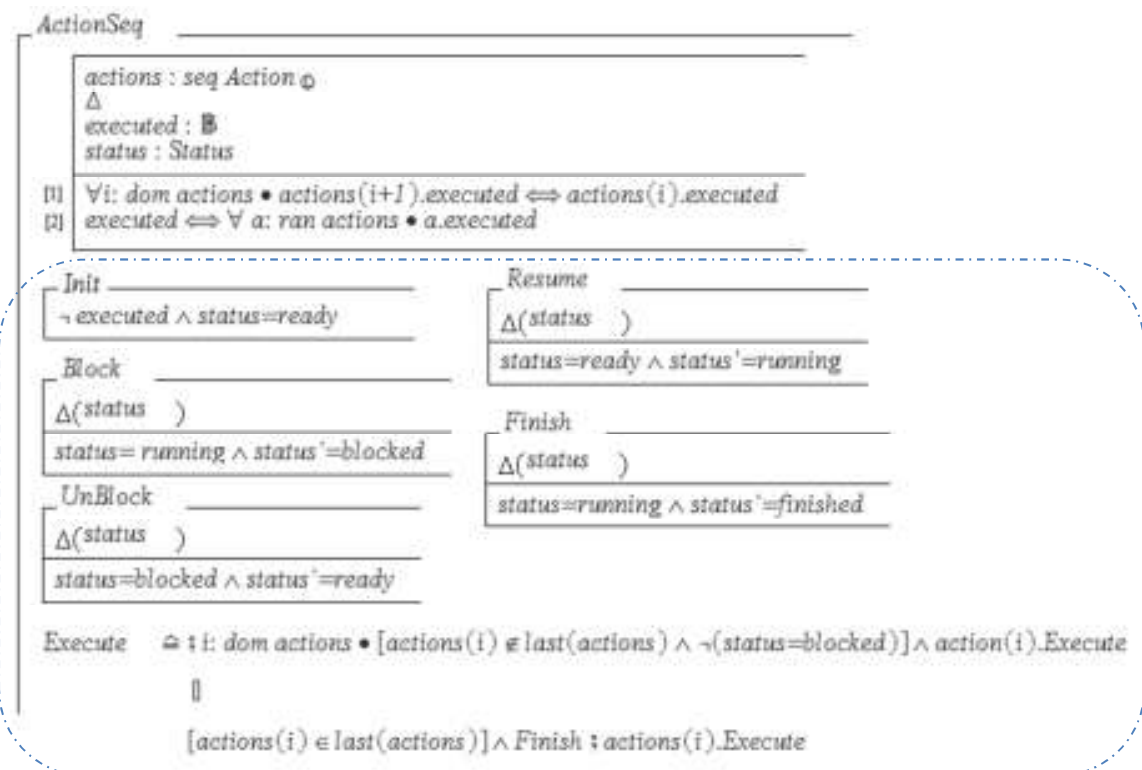 ActionSeq
actions : seq Action ©
Δ
executed : 𝔹
status : Status
[1] ∀i: dom actions • actions(i+1).executed ⇔ actions(i).executed
[2] executed ⇔ ∀ a: ran actions • a.executed
Init
¬ executed ∧ status=ready
Block
Δ(status )
status= running ∧ status'=blocked
UnBlock
Δ(status )
status=blocked ∧ status'=ready
Resume
Δ(status )
status=ready ∧ status'=running
Finish
Δ(status )
status=running ∧ status'=finished
Execute ≙ ⨟ i: dom actions • [actions(i) ∉ last(actions) ∧ ¬(status=blocked)] ∧ action(i).Execute
[]
[actions(i) ∈ last(actions)] ∧ Finish ⨟ actions(i).Execute